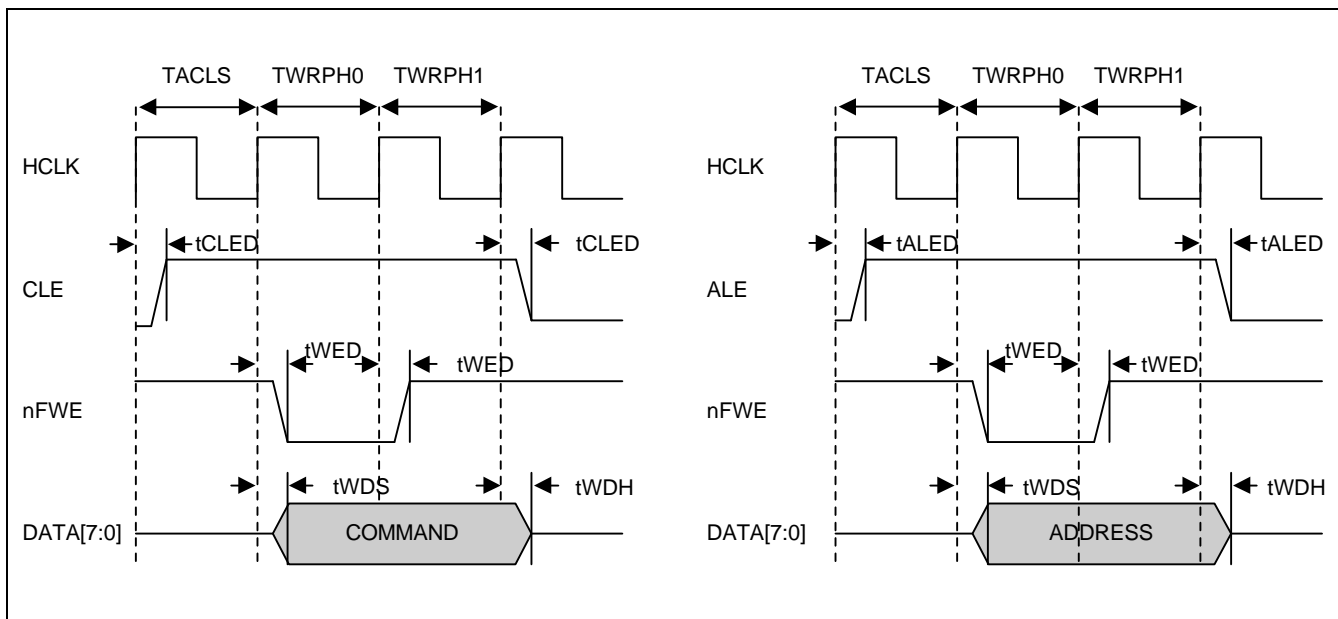 TACLS TWRPH0 TWRPH1
HCLK
tCLED tCLED
CLE
tWED
tWED
nFWE
tWDS tWDH
DATA[7:0] COMMAND
TACLS TWRPH0 TWRPH1
HCLK
tALED tALED
ALE
tWED
tWED
nFWE
tWDS tWDH
DATA[7:0] ADDRESS